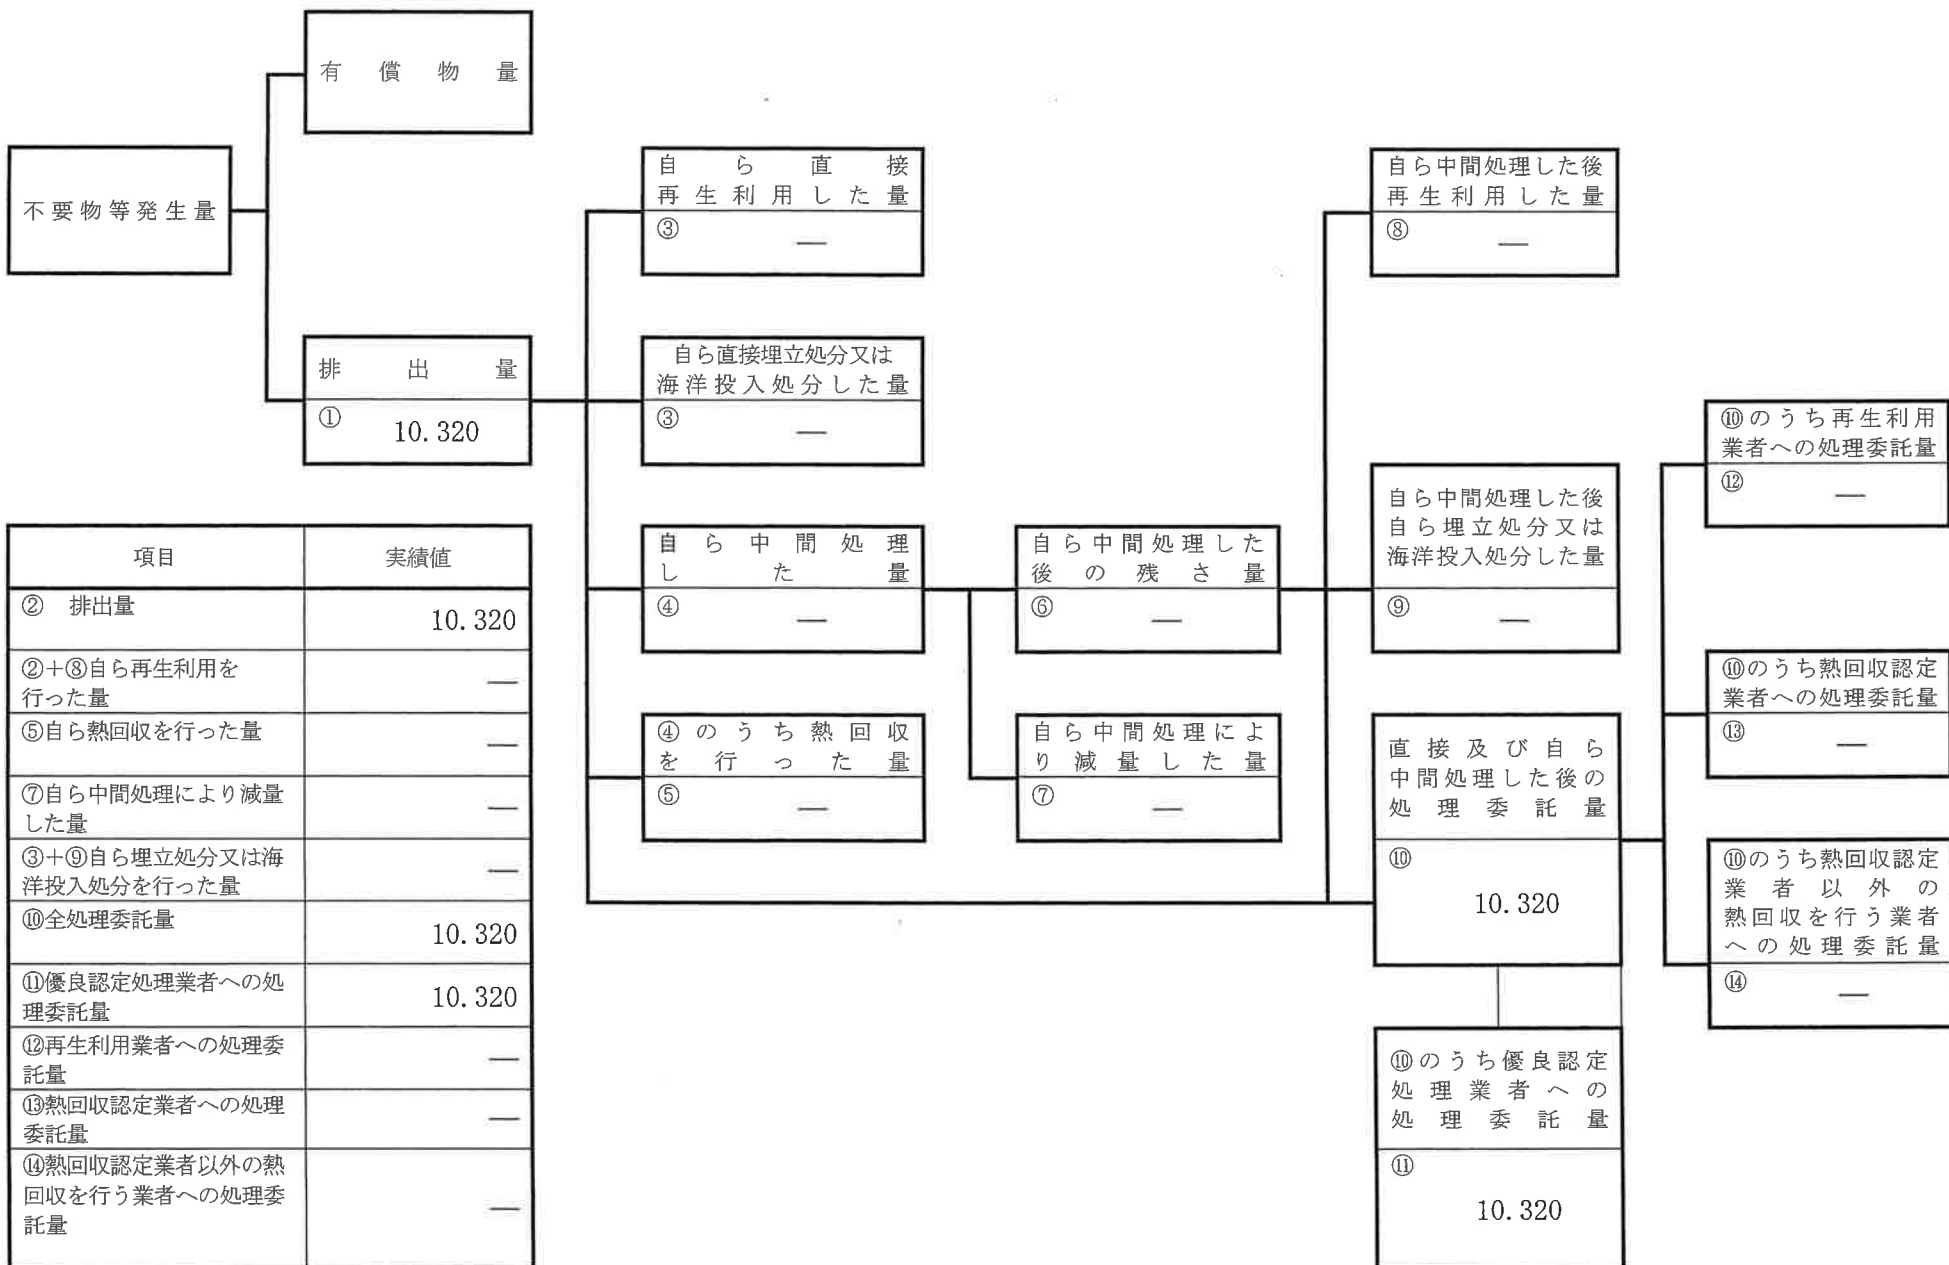 有償物量
不要物等発生量
排出量
①
10.320
自ら直接
再生利用した量
③
—
自ら直接埋立処分又は
海洋投入処分した量
③
—
自ら中間処理
した量
④
—
④のうち熱回収
を行った量
⑤
—
自ら中間処理した
後の残さ量
⑥
—
自ら中間処理によ
り減量した量
⑦
—
自ら中間処理した後
再生利用した量
⑧
—
自ら中間処理した後
自ら埋立処分又は
海洋投入処分した量
⑨
—
直接及び自ら
中間処理した後の
処理委託量
⑩
10.320
⑩のうち優良認定
処理業者への
処理委託量
⑪
10.320
⑩のうち再生利用
業者への処理委託量
⑫
—
⑩のうち熱回収認定
業者への処理委託量
⑬
—
⑩のうち熱回収認定
業者以外の
熱回収を行う業者
への処理委託量
⑭
—
項目 実績値
② 排出量 10.320
②+⑧自ら再生利用を
行った量 —
⑤自ら熱回収を行った量 —
⑦自ら中間処理により減量
した量 —
③+⑨自ら埋立処分又は海
洋投入処分を行った量 —
⑩全処理委託量 10.320
⑪優良認定処理業者への処
理委託量 10.320
⑫再生利用業者への処理委
託量 —
⑬熱回収認定業者への処理
委託量 —
⑭熱回収認定業者以外の熱
回収を行う業者への処理委
託量 —